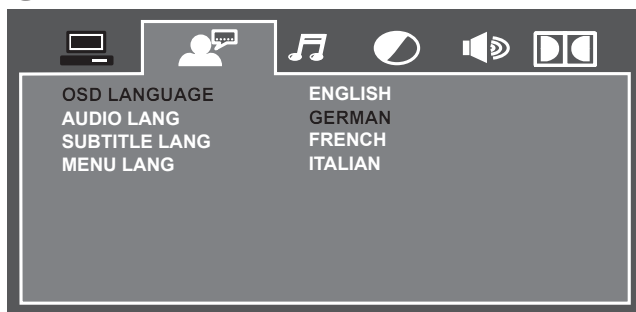 OSD LANGUAGE ENGLISH
AUDIO LANG GERMAN
SUBTITLE LANG FRENCH
MENU LANG ITALIAN